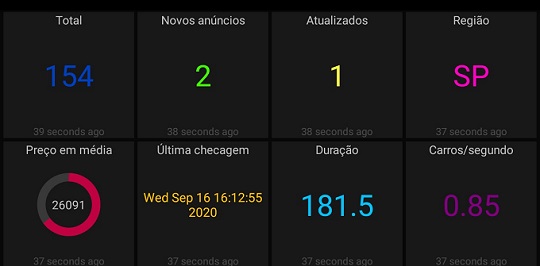 Total
Novos anúncios
Atualizados
Região
154
2
1
SP
39 seconds ago
38 seconds ago
38 seconds ago
37 seconds ago
Preço em média
Última checagem
Duração
Carros/segundo
26091
Wed Sep 16 16:12:55
2020
181.5
0.85
37 seconds ago
37 seconds ago
37 seconds ago
37 seconds ago